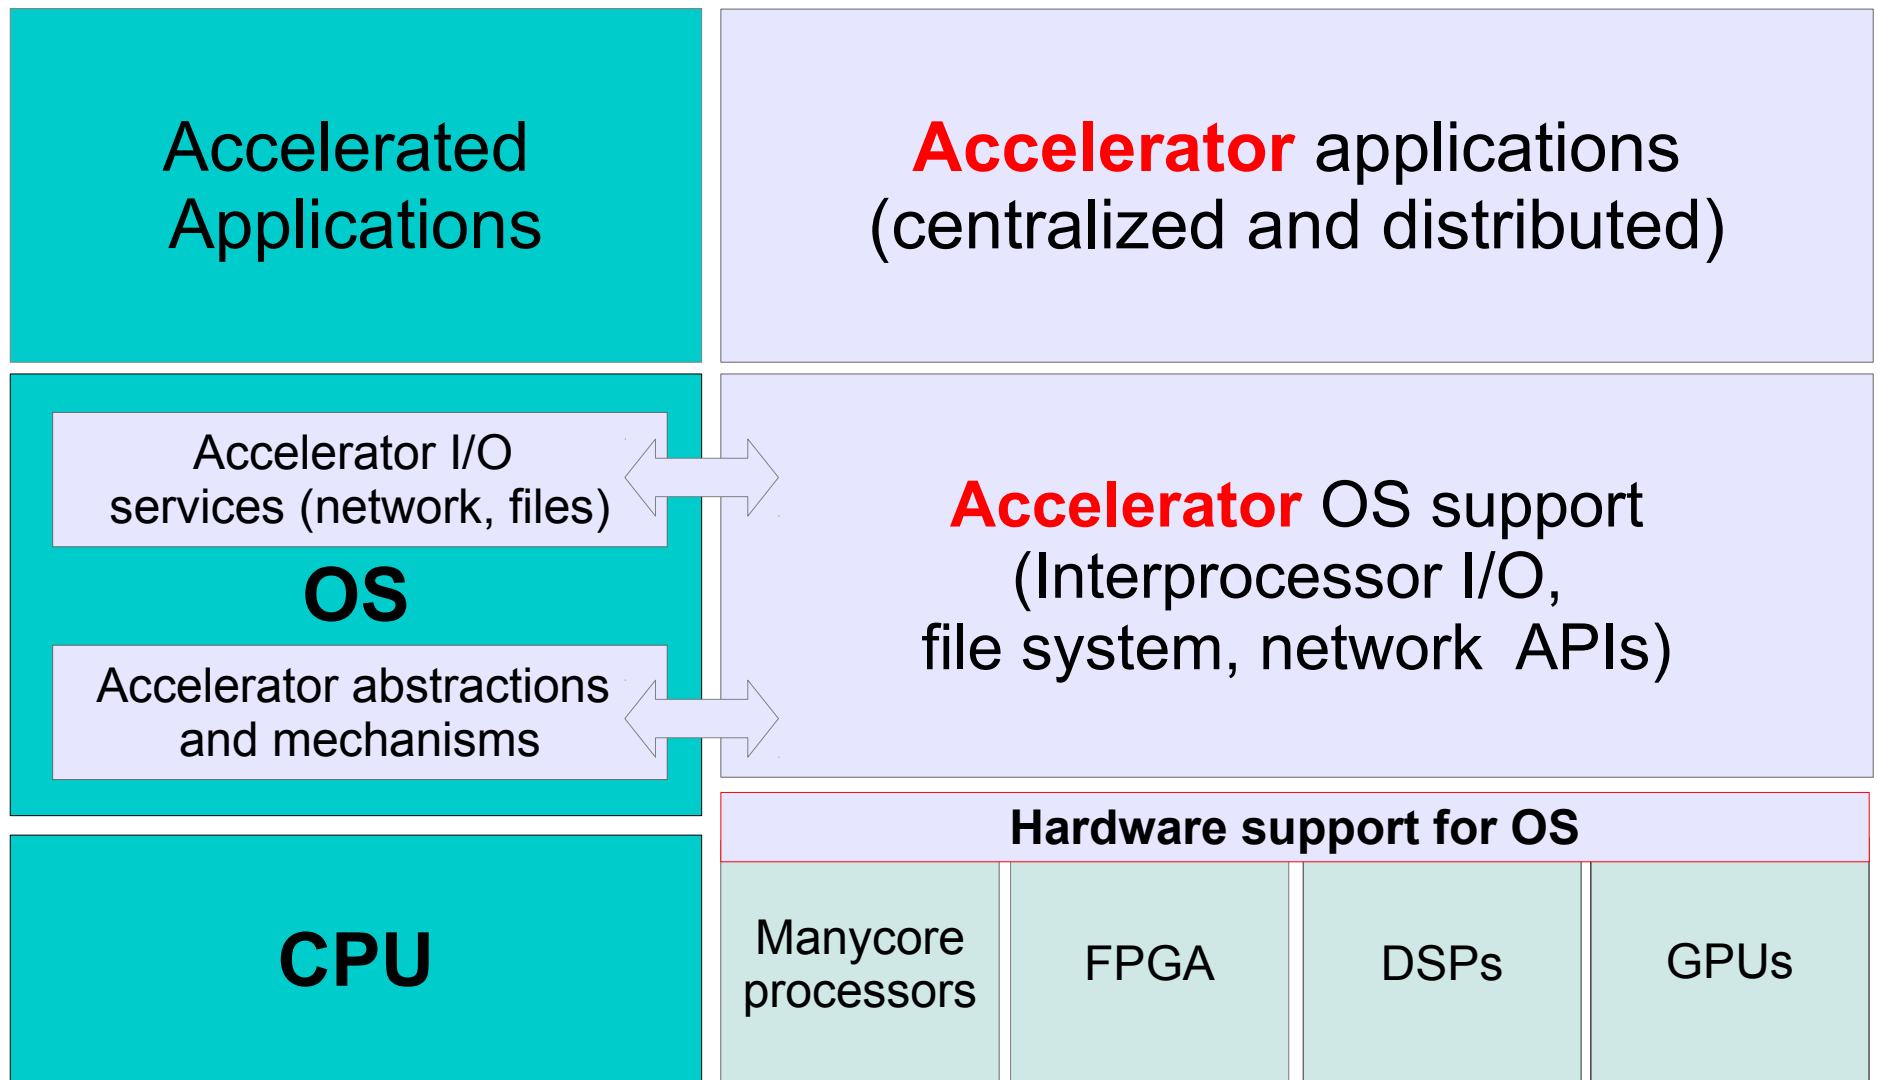 Accelerated
Applications
Accelerator applications
(centralized and distributed)
Accelerator I/O
services (network, files)
OS
Accelerator abstractions
and mechanisms
Accelerator OS support
(Interprocessor I/O,
file system, network  APIs)
Hardware support for OS
CPU
Manycore
processors
FPGA
DSPs
GPUs